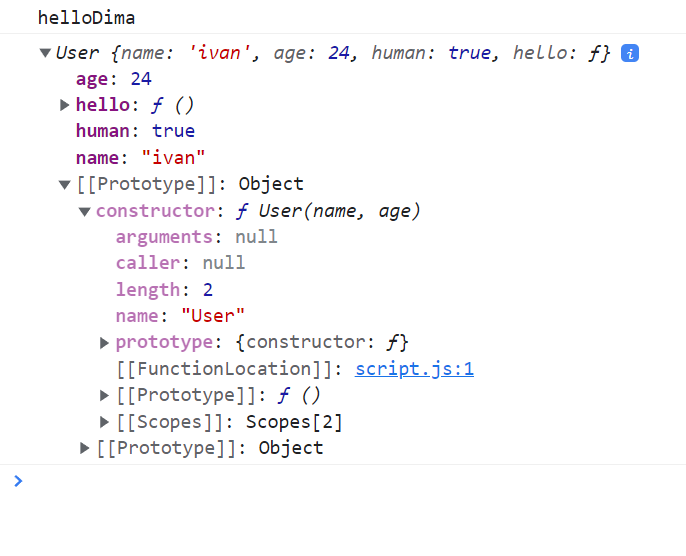 helloDima
User {name: 'ivan', age: 24, human: true, hello: ƒ} i
age: 24
hello: ƒ ()
human: true
name: "ivan"
[[Prototype]]: Object
constructor: ƒ User(name, age)
arguments: null
caller: null
length: 2
name: "User"
prototype: {constructor: ƒ}
[[FunctionLocation]]: script.js:1
[[Prototype]]: ƒ ()
[[Scopes]]: Scopes[2]
[[Prototype]]: Object